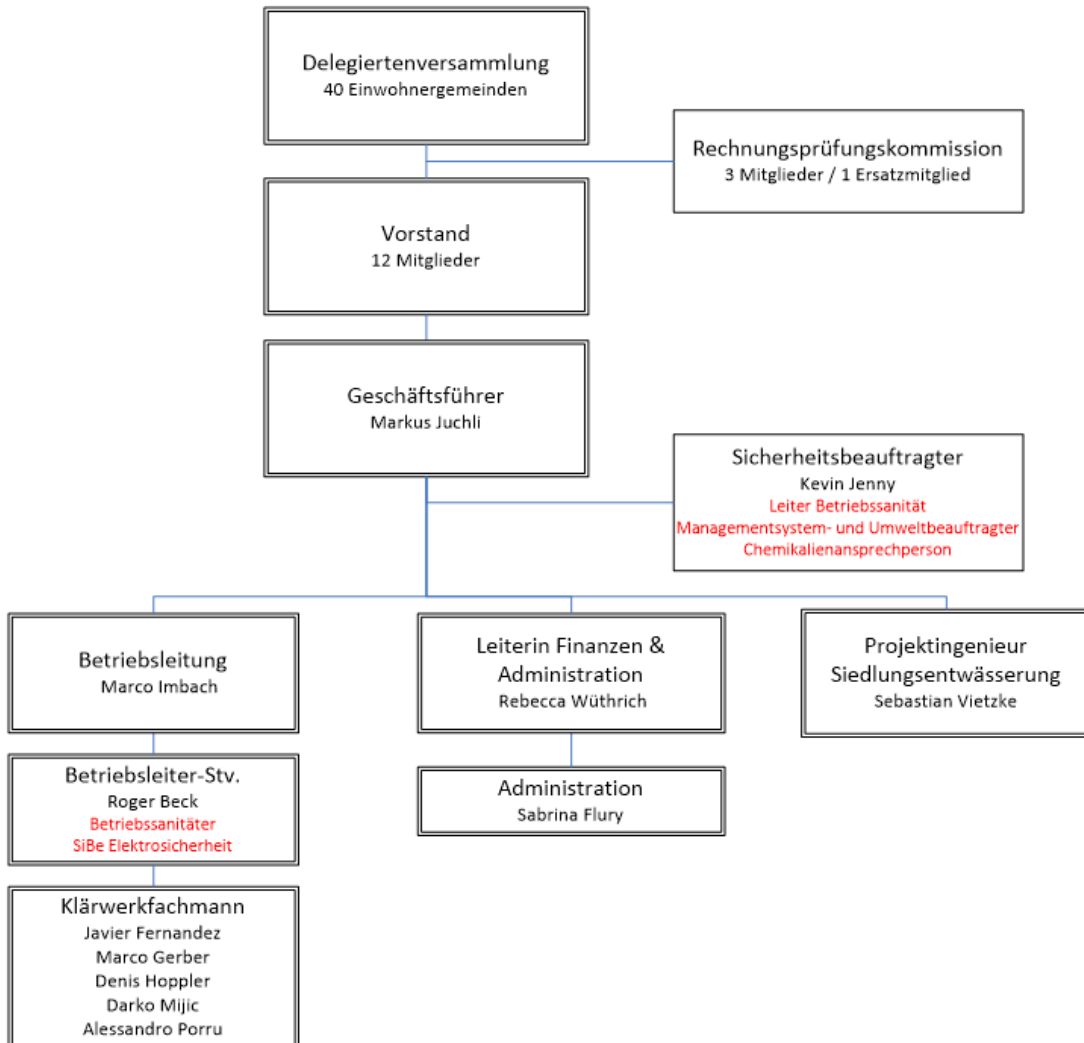 Delegiertenversammlung
40 Einwohnergemeinden
Rechnungsprüfungskommission
3 Mitglieder / 1 Ersatzmitglied
Vorstand
12 Mitglieder
Geschäftsführer
Markus Juchli
Sicherheitsbeauftragter
Kevin Jenny
Leiter Betriebssanität
Managementsystem- und Umweltbeauftragter
Chemikalienansprechperson
Betriebsleitung
Marco Imbach
Leiterin Finanzen &
Administration
Rebecca Wüthrich
Projektingenieur
Siedlungsentwässerung
Sebastian Vietzke
Betriebsleiter-Stv.
Roger Beck
Betriebssanitäter
SiBe Elektrosicherheit
Administration
Sabrina Flury
Klärwerkfachmann
Javier Fernandez
Marco Gerber
Denis Hoppler
Darko Mijic
Alessandro Porru